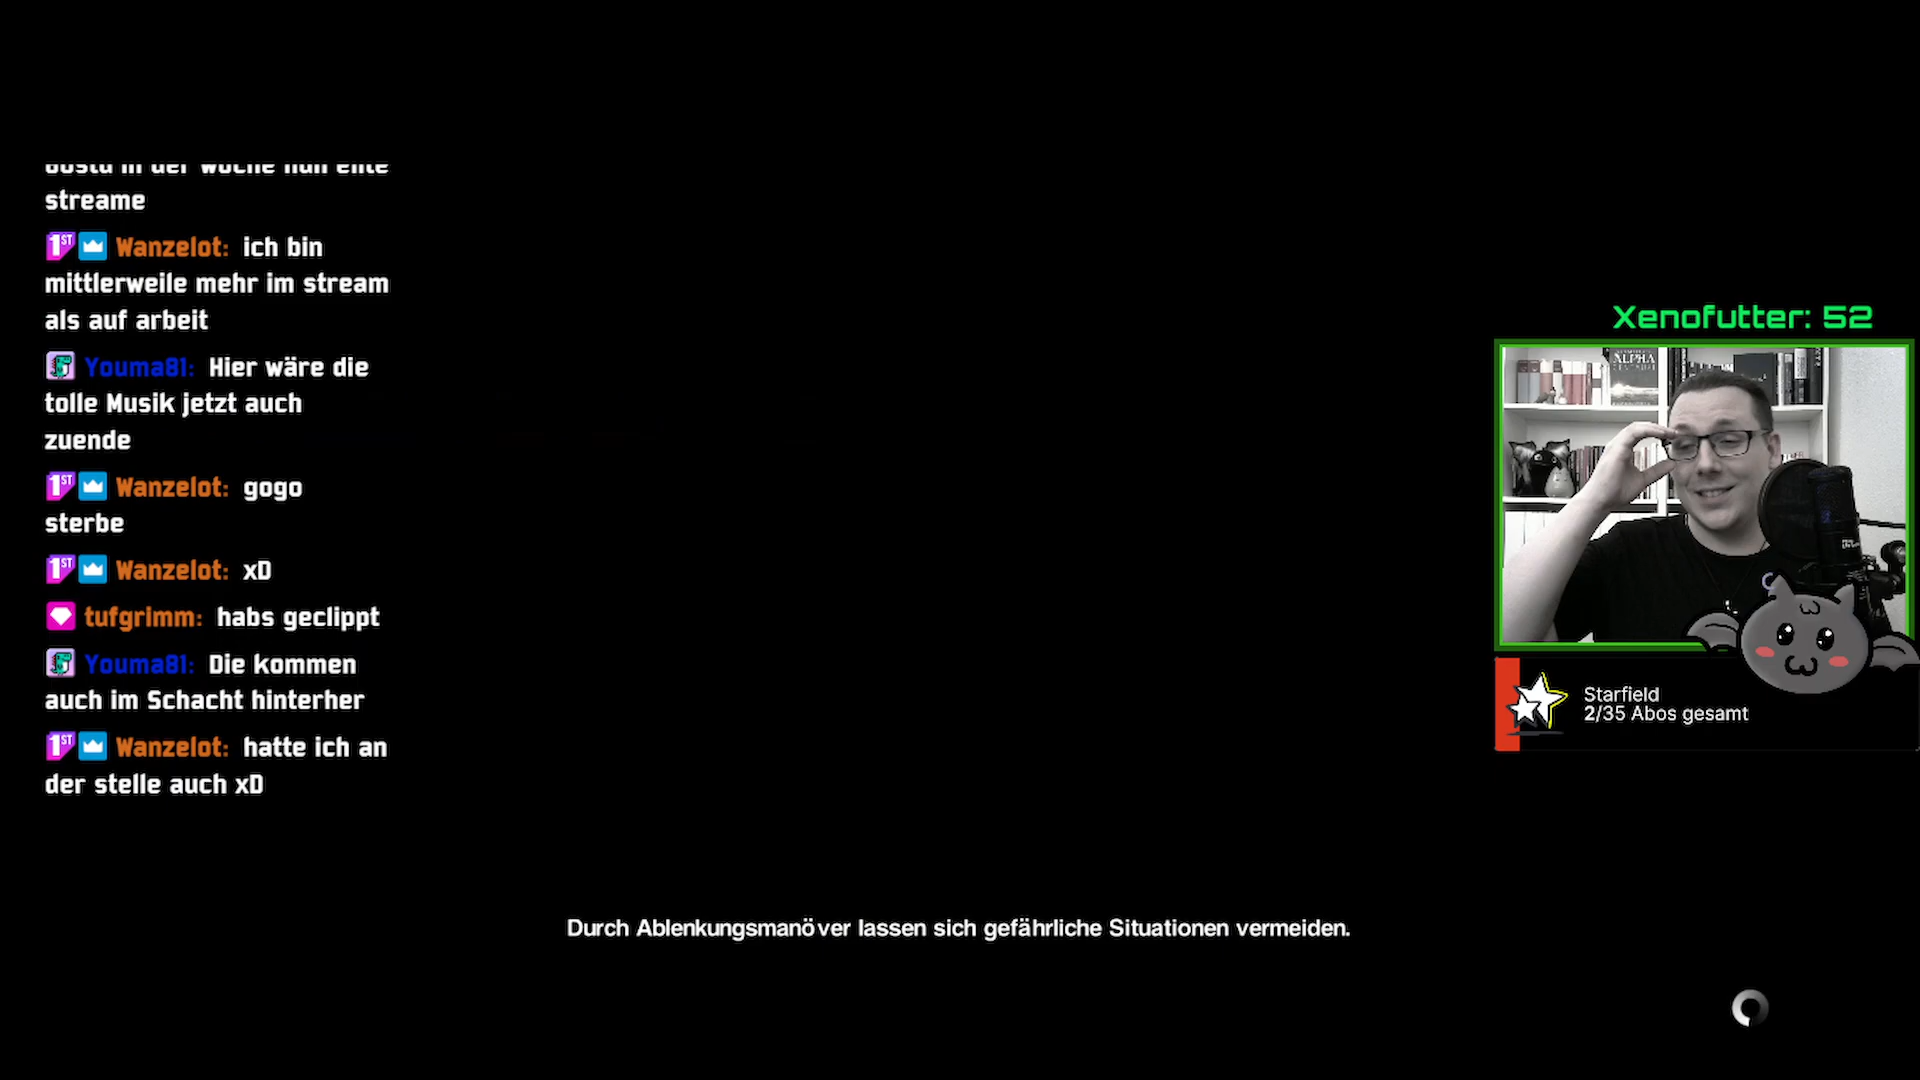 streame
Wanzelot: ich bin
mittlerweile mehr im stream
als auf arbeit
Youma81: Hier wäre die
tolle Musik jetzt auch
zuende
Wanzelot: gogo
sterbe
Wanzelot: xD
tufgrimm: habs geclippt
Youma81: Die kommen
auch im Schacht hinterher
Wanzelot: hatte ich an
der stelle auch xD
Xenofutter: 52
ALPHA
Starfield
2/35 Abos gesamt
Durch Ablenkungsmanöver lassen sich gefährliche Situationen vermeiden.